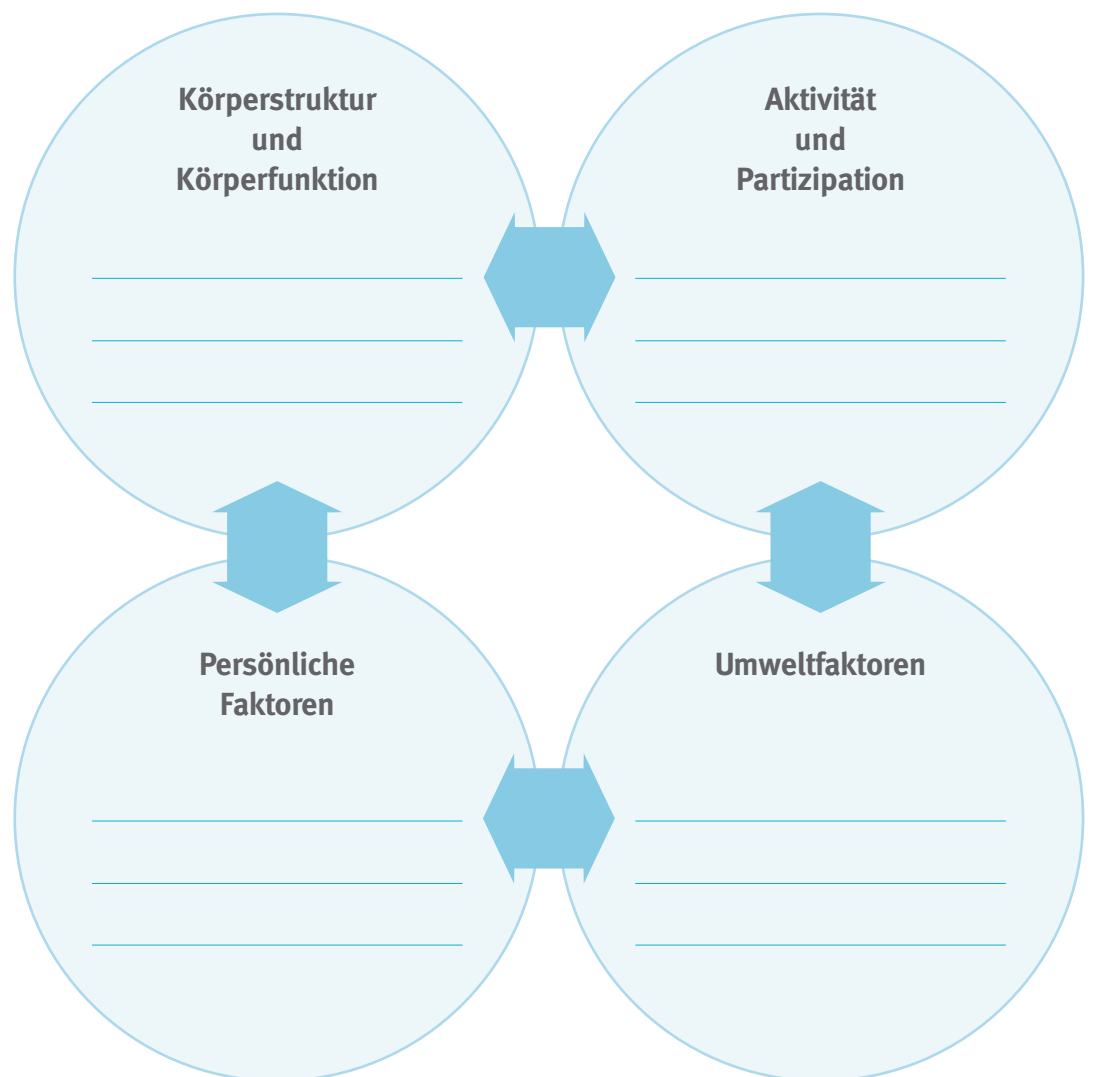 Körperstruktur
und
Körperfunktion
Aktivität
und
Partizipation
Persönliche
Faktoren
Umweltfaktoren